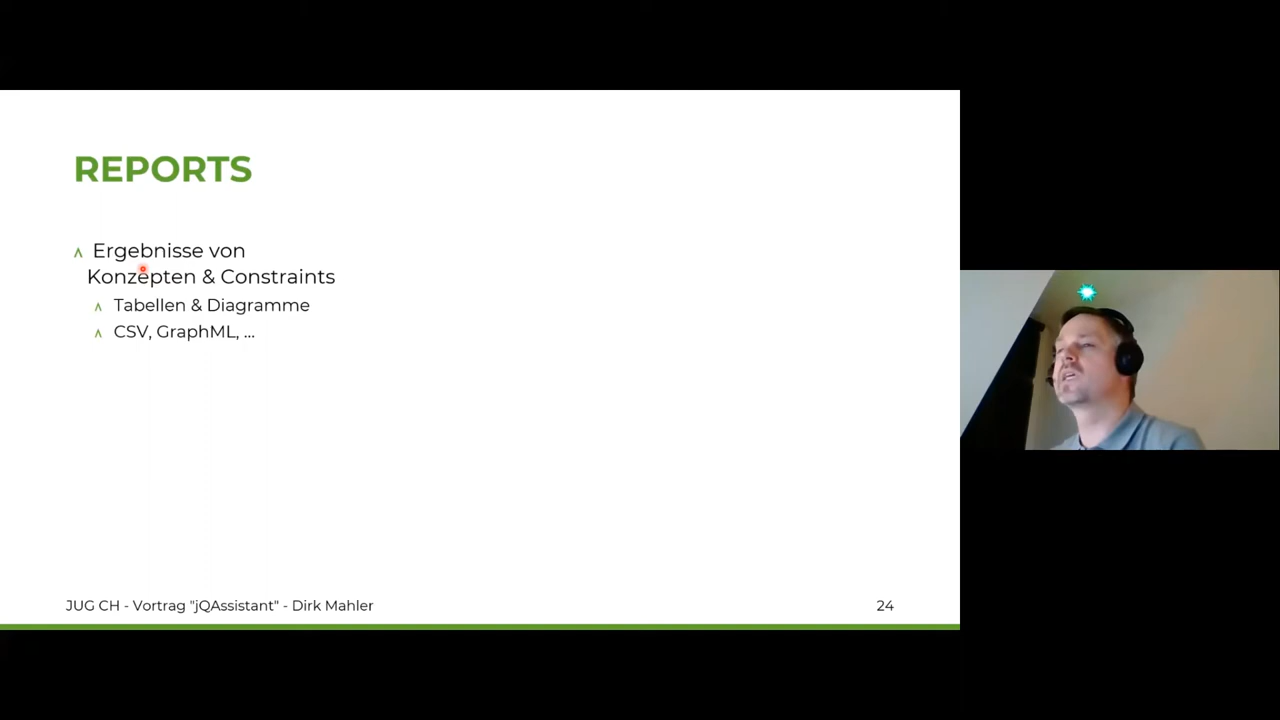 REPORTS
Ergebnisse von
Konzepten & Constraints
Tabellen & Diagramme
CSV, GraphML, ...
JUG CH - Vortrag "jQAssistant" - Dirk Mahler
24